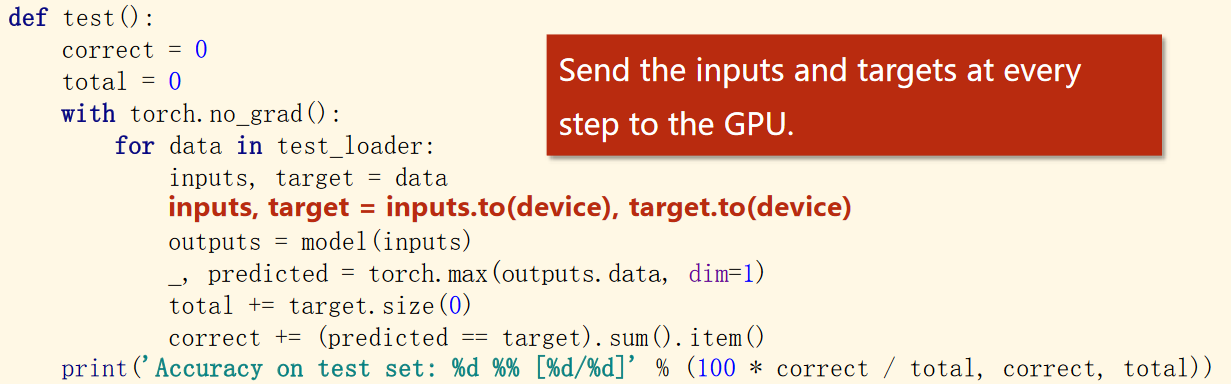 def test():
    correct = 0
    total = 0
    with torch.no_grad():
        for data in test_loader:
            inputs, target = data
            inputs, target = inputs.to(device), target.to(device)
            outputs = model(inputs)
            _, predicted = torch.max(outputs.data, dim=1)
            total += target.size(0)
            correct += (predicted == target).sum().item()
    print('Accuracy on test set: %d %% [%d/%d]' % (100 * correct / total, correct, total))
Send the inputs and targets at every
step to the GPU.